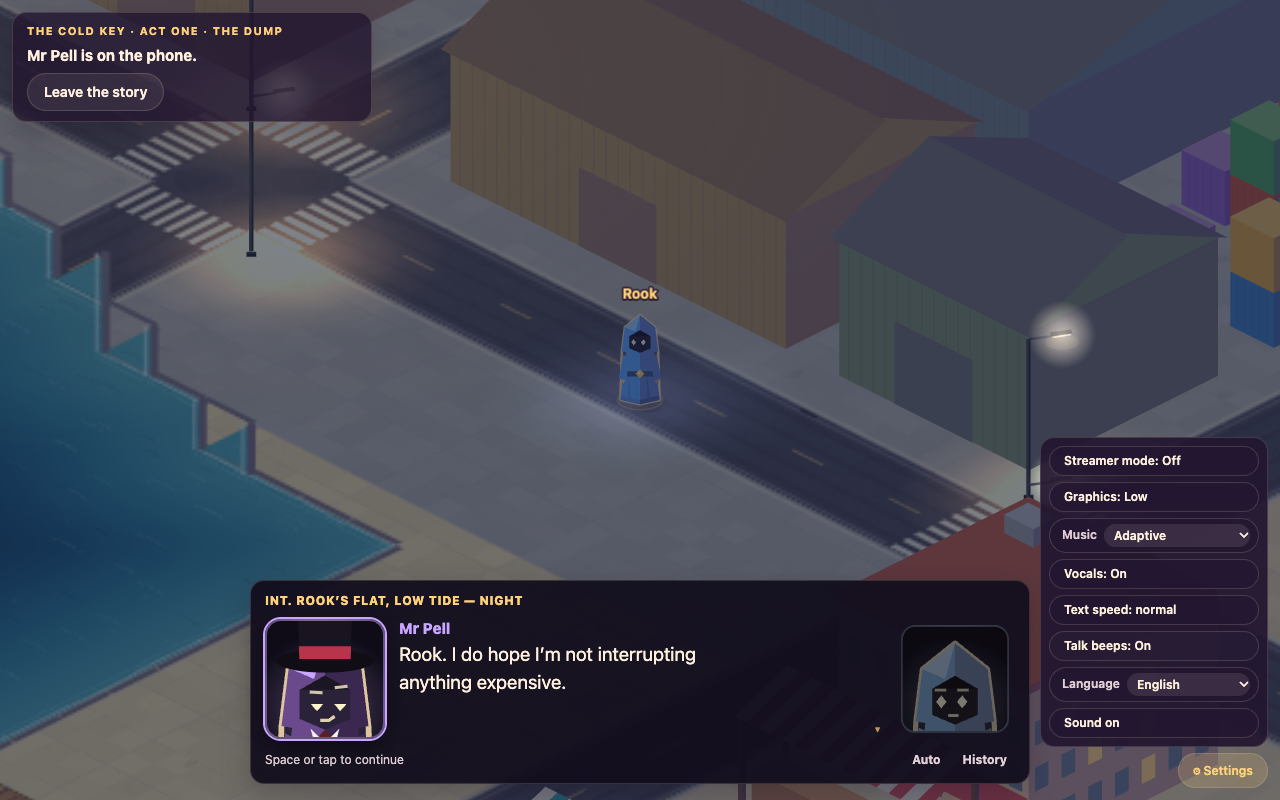 THE COLD KEY · ACT ONE · THE DUMP
Mr Pell is on the phone.
Leave the story
Rook
Streamer mode: Off
Graphics: Low
Music Adaptive
Vocals: On
Text speed: normal
Talk beeps: On
Language English
Sound on
Settings
INT. ROOK’S FLAT, LOW TIDE — NIGHT
Mr Pell
Rook. I do hope I’m not interrupting
anything expensive.
Space or tap to continue
Auto History